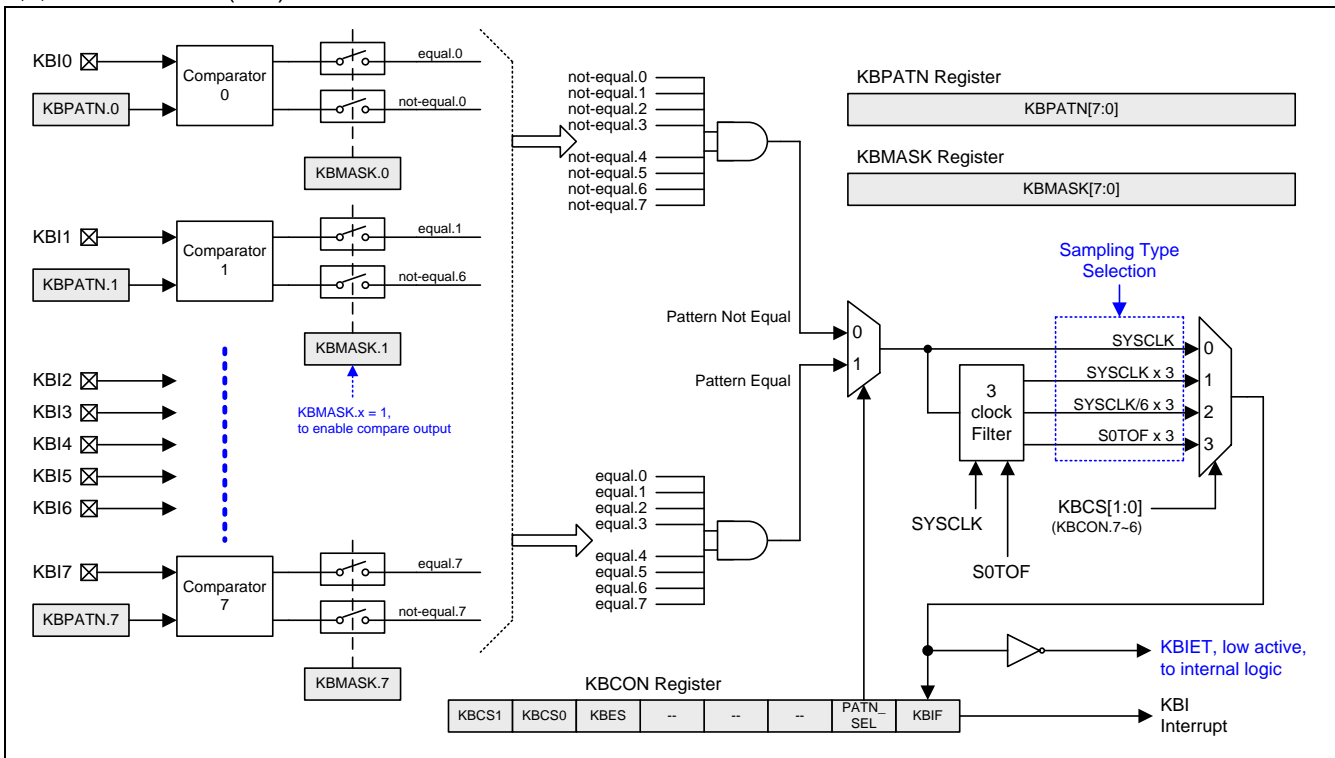 KBI0
KBPATN.0
Comparator
0
equal.0
not-equal.0
KBMASK.0
KBI1
KBPATN.1
Comparator
1
equal.1
not-equal.6
KBMASK.1
KBMASK.x = 1,
to enable compare output
KBI2
KBI3
KBI4
KBI5
KBI6
KBI7
KBPATN.7
Comparator
7
equal.7
not-equal.7
KBMASK.7
not-equal.0
not-equal.1
not-equal.2
not-equal.3
not-equal.4
not-equal.5
not-equal.6
not-equal.7
equal.0
equal.1
equal.2
equal.3
equal.4
equal.5
equal.6
equal.7
Pattern Not Equal
Pattern Equal
0
1
KBPATN Register
KBPATN[7:0]
KBMASK Register
KBMASK[7:0]
Sampling Type
Selection
3
clock
Filter
SYSCLK
SYSCLK x 3
SYSCLK/6 x 3
S0TOF x 3
0
1
2
3
SYSCLK
S0TOF
KBCS[1:0]
(KBCON.7~6)
KBIET, low active,
to internal logic
KBI
Interrupt
KBCON Register
KBCS1 KBCS0 KBES -- -- -- PATN_SEL KBIF